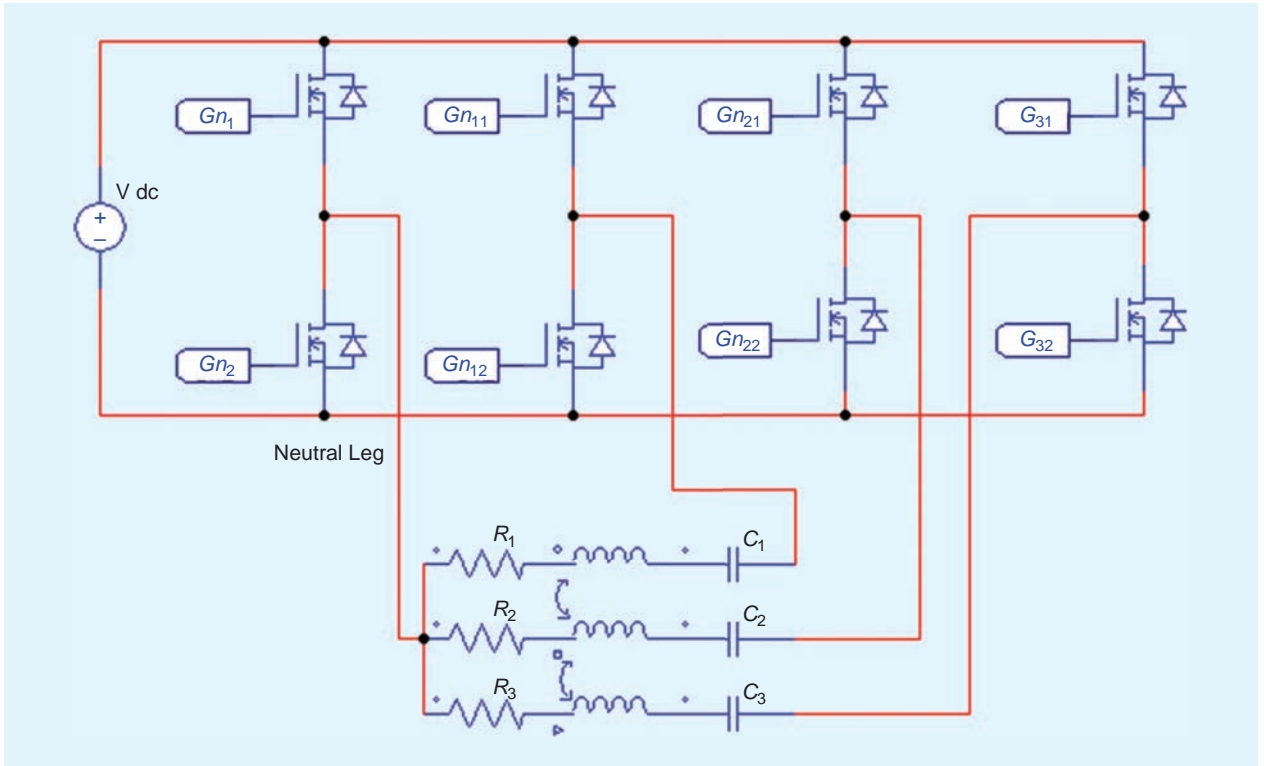 Gn₁
Gn₁₁
Gn₂₁
G₃₁
V dc
+
–
Gn₂
Gn₁₂
Gn₂₂
G₃₂
Neutral Leg
R₁
C₁
R₂
C₂
R₃
C₃